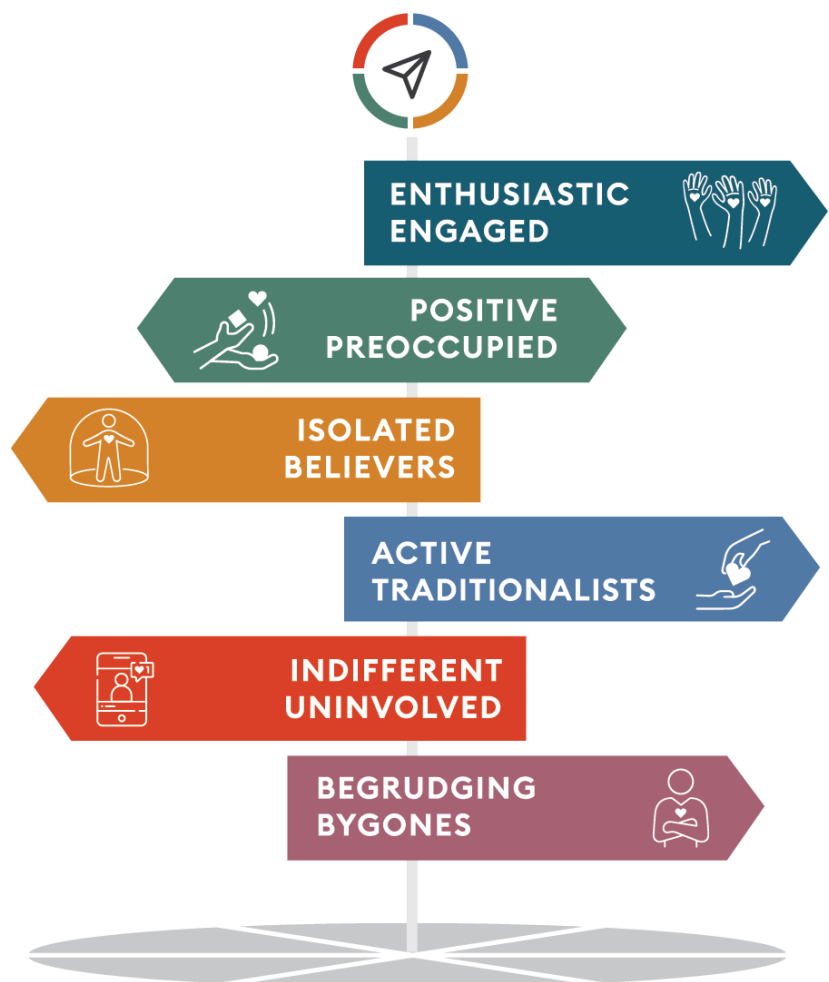 ENTHUSIASTIC
ENGAGED
POSITIVE
PREOCCUPIED
ISOLATED
BELIEVERS
ACTIVE
TRADITIONALISTS
INDIFFERENT
UNINVOLVED
BEGRUDGING
BYGONES